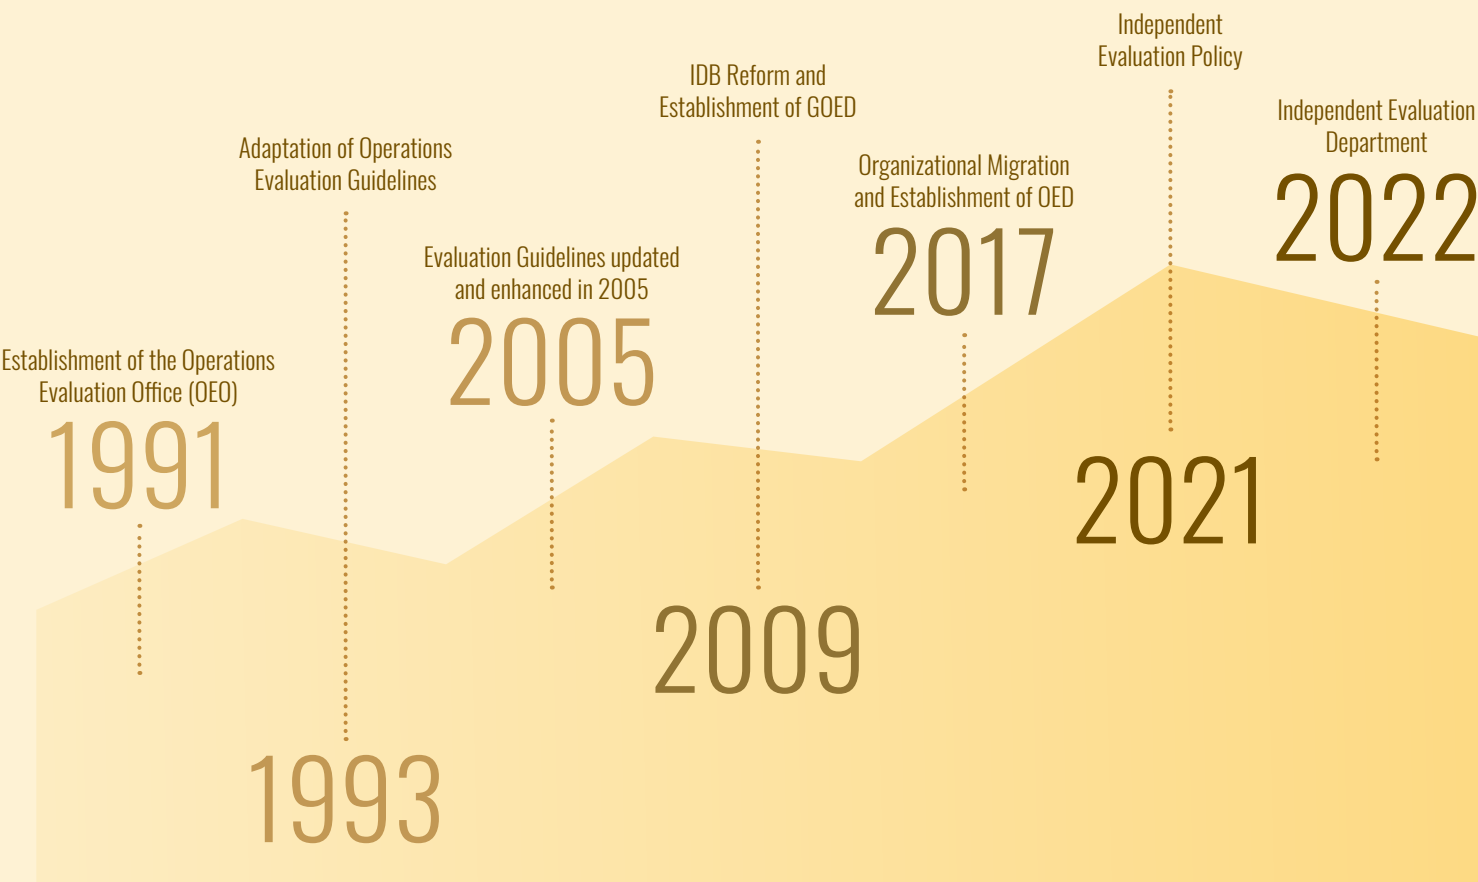 Establishment of the Operations
Evaluation Office (OEO)
1991
Adaptation of Operations
Evaluation Guidelines
1993
Evaluation Guidelines updated
and enhanced in 2005
2005
IDB Reform and
Establishment of GOED
2009
Organizational Migration
and Establishment of OED
2017
Independent
Evaluation Policy
2021
Independent Evaluation
Department
2022